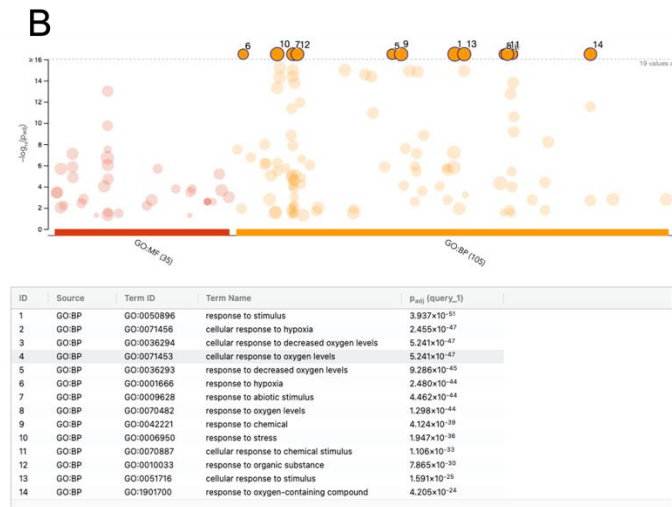 B
6 10 7 12 5 9 1 13 8 11 14
≥ 16
19 values a
14
12
10
8
6
4
2
0
-log₁₀(p_adj)
GO:MF (35) GO:BP (105)
ID Source Term ID Term Name p_adj (query_1)
1 GO:BP GO:0050896 response to stimulus 3.937×10⁻⁵¹
2 GO:BP GO:0071456 cellular response to hypoxia 2.455×10⁻⁴⁷
3 GO:BP GO:0036294 cellular response to decreased oxygen levels 5.241×10⁻⁴⁷
4 GO:BP GO:0071453 cellular response to oxygen levels 5.241×10⁻⁴⁷
5 GO:BP GO:0036293 response to decreased oxygen levels 9.286×10⁻⁴⁵
6 GO:BP GO:0001666 response to hypoxia 2.480×10⁻⁴⁴
7 GO:BP GO:0009628 response to abiotic stimulus 4.462×10⁻⁴⁴
8 GO:BP GO:0070482 response to oxygen levels 1.298×10⁻⁴⁴
9 GO:BP GO:0042221 response to chemical 4.124×10⁻³⁹
10 GO:BP GO:0006950 response to stress 1.947×10⁻³⁶
11 GO:BP GO:0070887 cellular response to chemical stimulus 1.106×10⁻³³
12 GO:BP GO:0010033 response to organic substance 7.865×10⁻³⁰
13 GO:BP GO:0051716 cellular response to stimulus 1.591×10⁻²⁵
14 GO:BP GO:1901700 response to oxygen-containing compound 4.205×10⁻²⁴